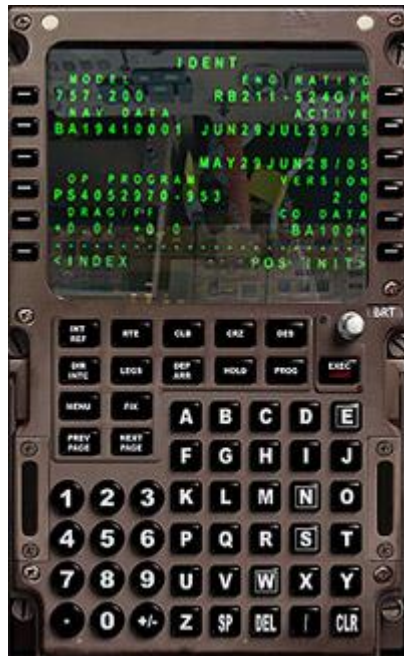 IDENT
MODEL ENG RATING
757-200 RB211-524G/H
NAV DATA ACTIVE
BA19410001 JUN29JUL29/05
MAY29JUN28/05
OP PROGRAM VERSION
PS4052970-953 2.0
DRAG/FF CO DATA
+0.0/ +0.0 BA1001
<INDEX POS INIT>
BRT
INIT REF RTE CLB CRZ DES
DIR INTC LEGS DEP ARR HOLD PROG EXEC
MENU FIX
PREV PAGE NEXT PAGE
A B C D E
F G H I J
1 2 3 K L M N O
4 5 6 P Q R S T
7 8 9 U V W X Y
. 0 +/- Z SP DEL / CLR